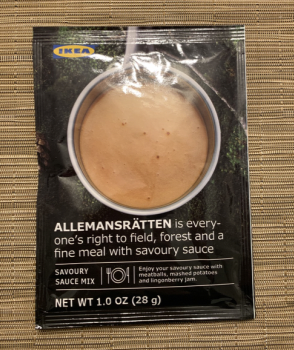 IKEA
ALLEMANSRÄTTEN is every-
one's right to field, forest and a
fine meal with savoury sauce
SAVOURY
SAUCE MIX
Enjoy your savoury sauce with
meatballs, mashed potatoes
and lingonberry jam.
NET WT 1.0 OZ (28 g)